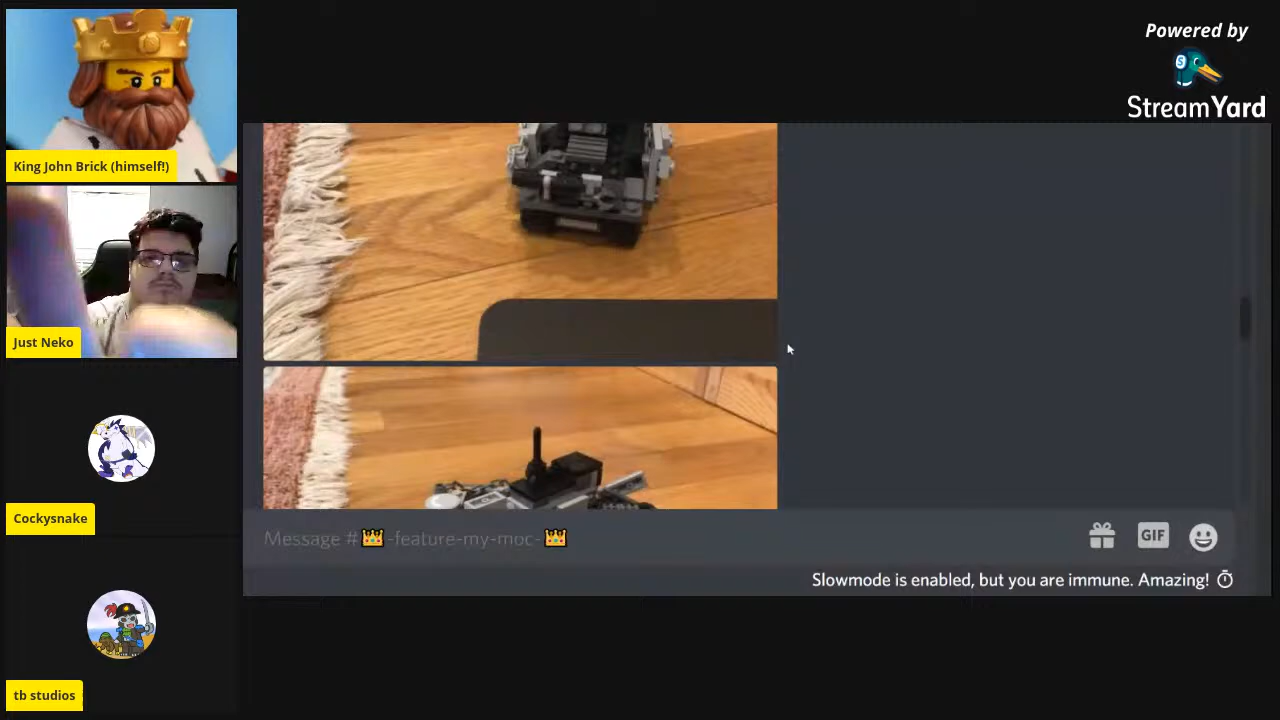 Powered by
StreamYard
King John Brick (himself!)
Just Neko
Cockysnake
tb studios
Message #👑-feature-my-moc-👑
GIF
Slowmode is enabled, but you are immune. Amazing!